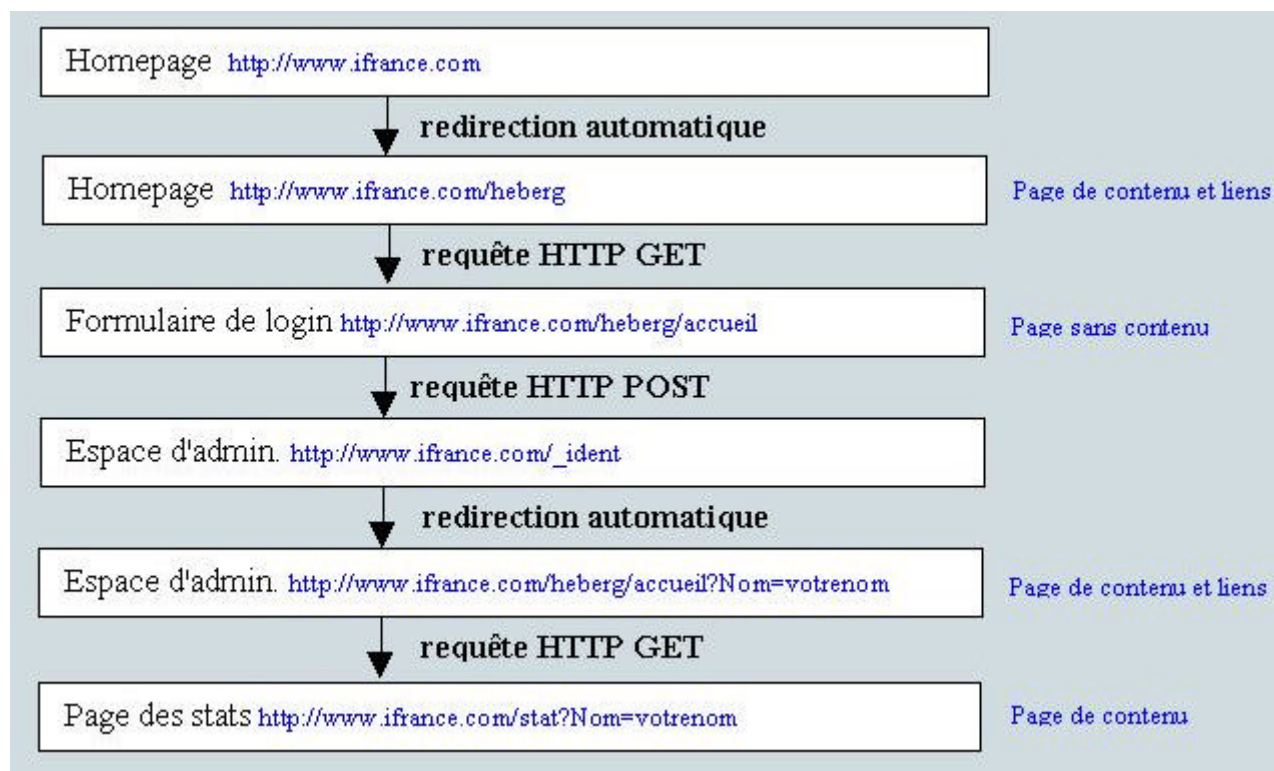 Homepage http://www.ifrance.com
redirection automatique
Homepage http://www.ifrance.com/heberg
Page de contenu et liens
requête HTTP GET
Formulaire de login http://www.ifrance.com/heberg/accueil
Page sans contenu
requête HTTP POST
Espace d'admin. http://www.ifrance.com/_ident
redirection automatique
Espace d'admin. http://www.ifrance.com/heberg/accueil?Nom=votrenom
Page de contenu et liens
requête HTTP GET
Page des stats http://www.ifrance.com/stat?Nom=votrenom
Page de contenu